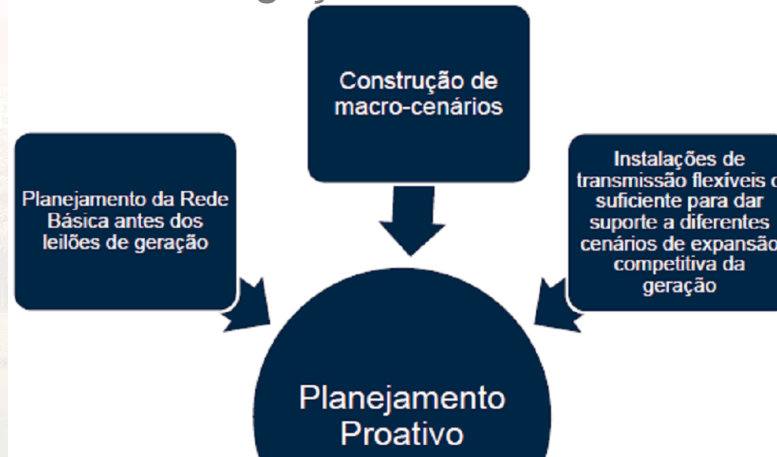 Construção de
macro-cenários
Planejamento da Rede
Básica antes dos
leilões de geração
Instalações de
transmissão flexíveis o
suficiente para dar
suporte a diferentes
cenários de expansão
competitiva da
geração
Planejamento
Proativo